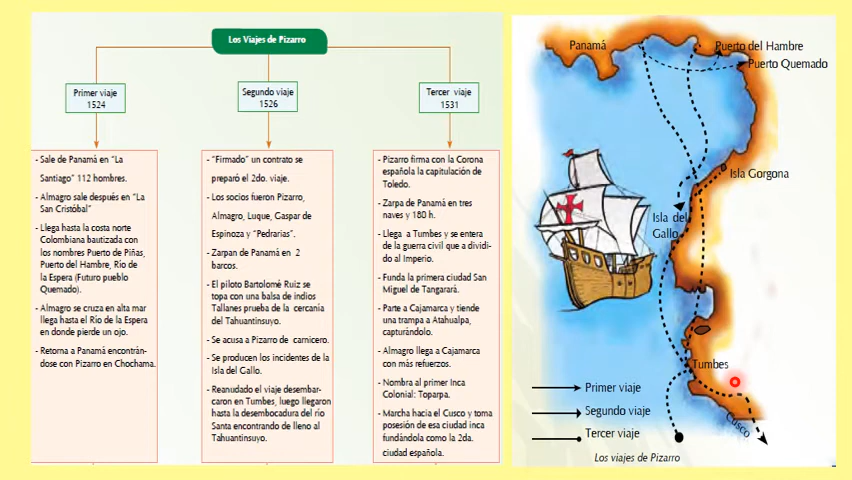 Los Viajes de Pizarro
Primer viaje
1524
- Sale de Panamá en "La
Santiago" 112 hombres.
- Almagro sale después en "La
San Cristóbal"
- Llega hasta la costa norte
Colombiana bautizada con
los nombres Puerto de Piñas,
Puerto del Hambre, Río de
la Espera (Futuro pueblo
Quemado).
- Almagro se cruza en alta mar
llega hasta el Río de la Espera
en donde pierde un ojo.
- Retorna a Panamá encontrán-
dose con Pizarro en Chochama.
Segundo viaje
1526
- "Firmado" un contrato se
preparó el 2do. viaje.
- Los socios fueron Pizarro,
Almagro, Luque, Gaspar de
Espinoza y "Pedrarias".
- Zarpan de Panamá en 2
barcos.
- El piloto Bartolomé Ruiz se
topa con una balsa de indios
Tallanes prueba de la cercanía
del Tahuantinsuyo.
- Se acusa a Pizarro de carnicero.
- Se producen los incidentes de la
Isla del Gallo.
- Reanudado el viaje desembar-
caron en Tumbes, luego llegaron
hasta la desembocadura del río
Santa encontrando de lleno al
Tahuantinsuyo.
Tercer viaje
1531
- Pizarro firma con la Corona
española la capitulación de
Toledo.
- Zarpa de Panamá en tres
naves y 180 h.
- Llega a Tumbes y se entera
de la guerra civil que a dividi-
do al Imperio.
- Funda la primera ciudad San
Miguel de Tangarará.
- Parte a Cajamarca y tiende
una trampa a Atahualpa,
capturándolo.
- Almagro llega a Cajamarca
con más refuerzos.
- Nombra al primer Inca
Colonial: Toparpa.
- Marcha hacia el Cusco y toma
posesión de esa ciudad inca
fundándola como la 2da.
ciudad española.
Panamá
Puerto del Hambre
Puerto Quemado
Isla Gorgona
Isla del
Gallo
Tumbes
Cusco
Primer viaje
Segundo viaje
Tercer viaje
Los viajes de Pizarro